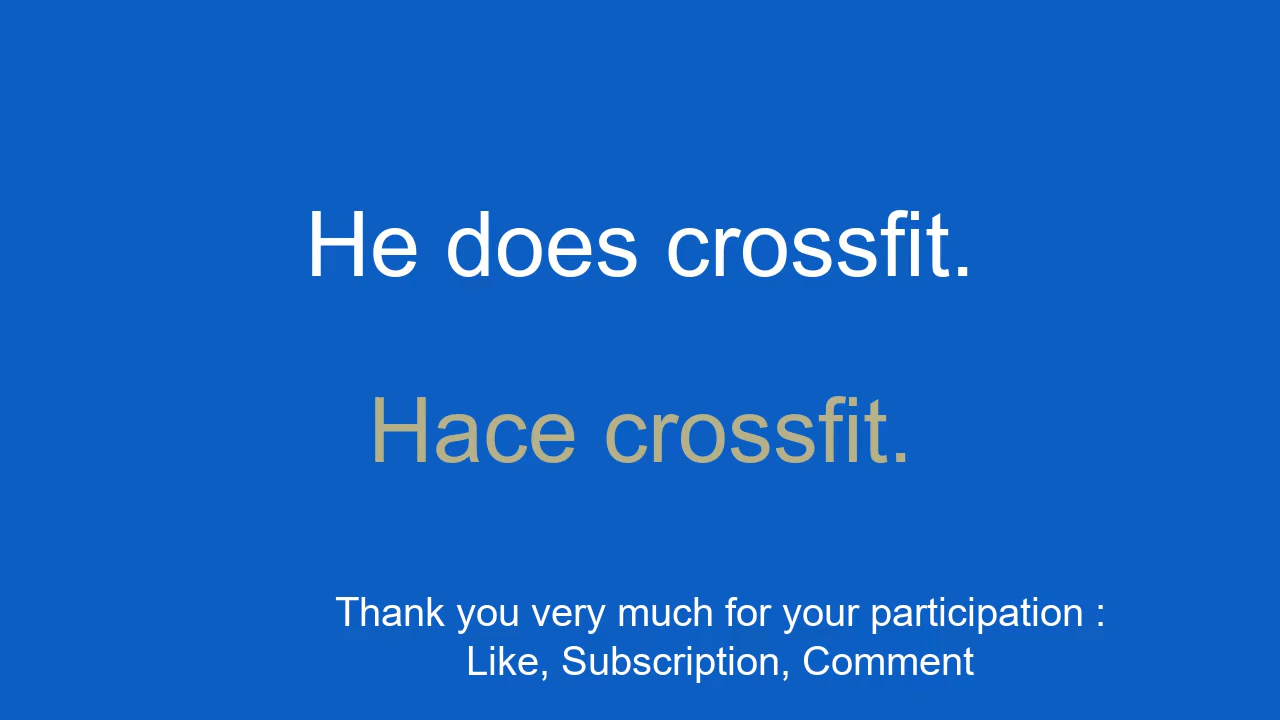 He does crossfit.
Hace crossfit.
Thank you very much for your participation :
Like, Subscription, Comment